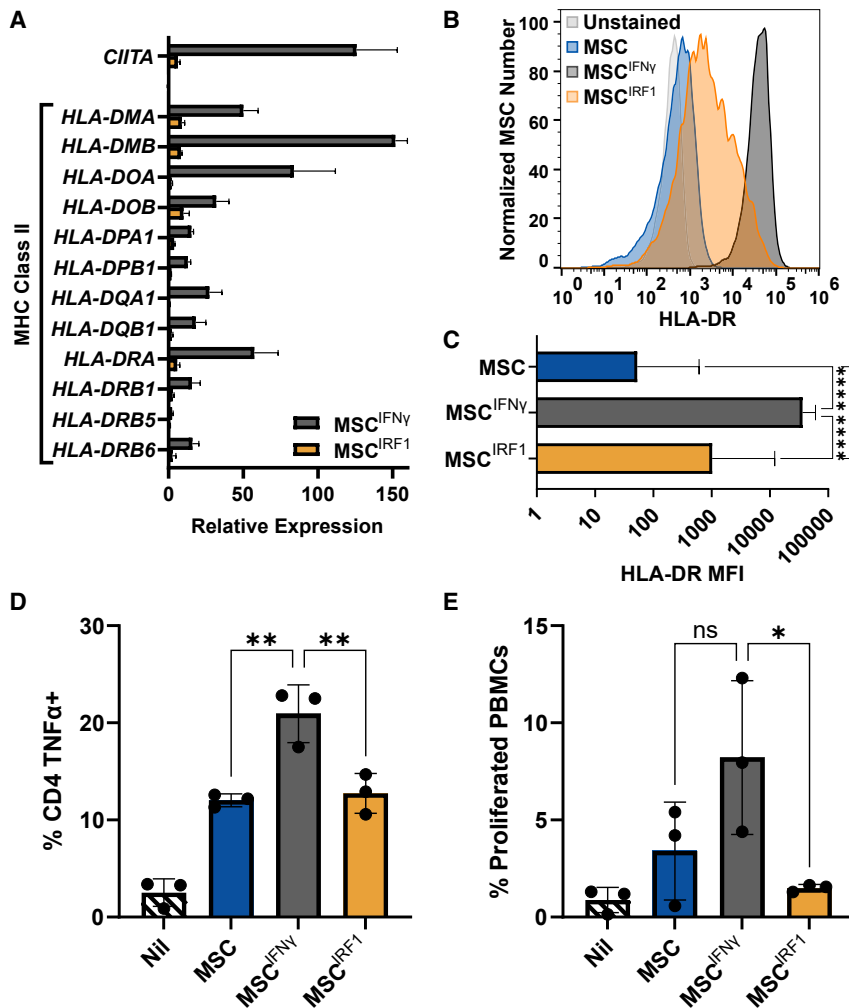 A
CIITA
HLA-DMA
HLA-DMB
HLA-DOA
HLA-DOB
HLA-DPA1
HLA-DPB1
HLA-DQA1
HLA-DQB1
HLA-DRA
HLA-DRB1
HLA-DRB5
HLA-DRB6
MHC Class II
MSC^IFNγ
MSC^IRF1
0 50 100 150
Relative Expression
B
Unstained
MSC
MSC^IFNγ
MSC^IRF1
100
80
60
40
20
0
Normalized MSC Number
10^0 10^1 10^2 10^3 10^4 10^5 10^6
HLA-DR
C
MSC
MSC^IFNγ
MSC^IRF1
****
****
1 10 100 1000 10000 100000
HLA-DR MFI
D
** **
30
20
10
0
% CD4 TNFα+
Nil MSC MSC^IFNγ MSC^IRF1
E
ns *
15
10
5
0
% Proliferated PBMCs
Nil MSC MSC^IFNγ MSC^IRF1